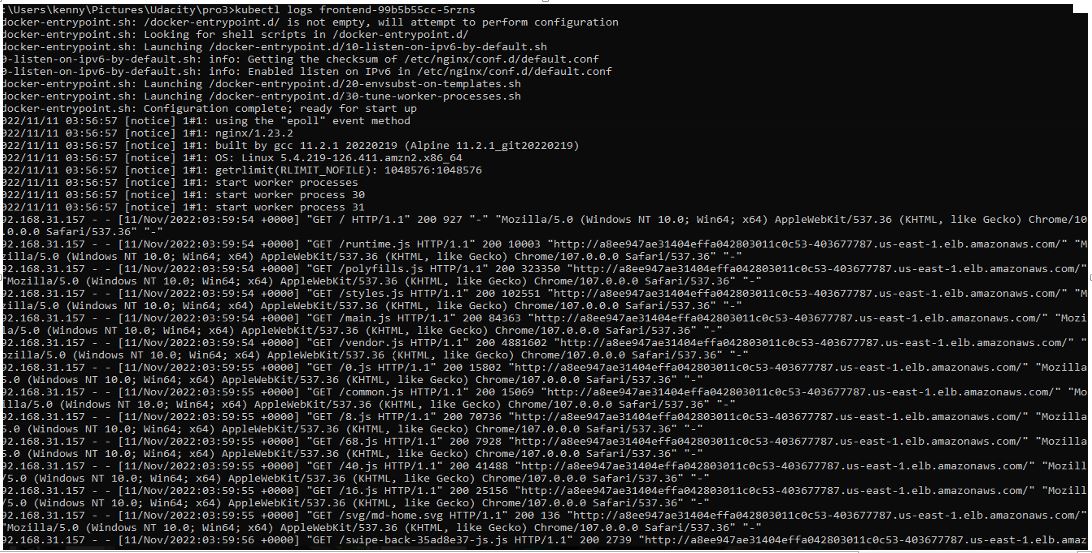 :\Users\kenny\Pictures\Udacity\pro3>kubectl logs frontend-99b5b55cc-5rzns
docker-entrypoint.sh: /docker-entrypoint.d/ is not empty, will attempt to perform configuration
docker-entrypoint.sh: Looking for shell scripts in /docker-entrypoint.d/
docker-entrypoint.sh: Launching /docker-entrypoint.d/10-listen-on-ipv6-by-default.sh
0-listen-on-ipv6-by-default.sh: info: Getting the checksum of /etc/nginx/conf.d/default.conf
0-listen-on-ipv6-by-default.sh: info: Enabled listen on IPv6 in /etc/nginx/conf.d/default.conf
docker-entrypoint.sh: Launching /docker-entrypoint.d/20-envsubst-on-templates.sh
docker-entrypoint.sh: Launching /docker-entrypoint.d/30-tune-worker-processes.sh
docker-entrypoint.sh: Configuration complete; ready for start up
022/11/11 03:56:57 [notice] 1#1: using the "epoll" event method
022/11/11 03:56:57 [notice] 1#1: nginx/1.23.2
022/11/11 03:56:57 [notice] 1#1: built by gcc 11.2.1 20220219 (Alpine 11.2.1_git20220219)
022/11/11 03:56:57 [notice] 1#1: OS: Linux 5.4.219-126.411.amzn2.x86_64
022/11/11 03:56:57 [notice] 1#1: getrlimit(RLIMIT_NOFILE): 1048576:1048576
022/11/11 03:56:57 [notice] 1#1: start worker processes
022/11/11 03:56:57 [notice] 1#1: start worker process 30
022/11/11 03:56:57 [notice] 1#1: start worker process 31
92.168.31.157 - - [11/Nov/2022:03:59:54 +0000] "GET / HTTP/1.1" 200 927 "-" "Mozilla/5.0 (Windows NT 10.0; Win64; x64) AppleWebKit/537.36 (KHTML, like Gecko) Chrome/10
.0.0.0 Safari/537.36" "-"
92.168.31.157 - - [11/Nov/2022:03:59:54 +0000] "GET /runtime.js HTTP/1.1" 200 10003 "http://a8ee947ae31404effa042803011c0c53-403677787.us-east-1.elb.amazonaws.com/" "M
zilla/5.0 (Windows NT 10.0; Win64; x64) AppleWebKit/537.36 (KHTML, like Gecko) Chrome/107.0.0.0 Safari/537.36" "-"
92.168.31.157 - - [11/Nov/2022:03:59:54 +0000] "GET /polyfills.js HTTP/1.1" 200 323350 "http://a8ee947ae31404effa042803011c0c53-403677787.us-east-1.elb.amazonaws.com/"
"Mozilla/5.0 (Windows NT 10.0; Win64; x64) AppleWebKit/537.36 (KHTML, like Gecko) Chrome/107.0.0.0 Safari/537.36" "-"
92.168.31.157 - - [11/Nov/2022:03:59:54 +0000] "GET /styles.js HTTP/1.1" 200 102551 "http://a8ee947ae31404effa042803011c0c53-403677787.us-east-1.elb.amazonaws.com/" "M
zilla/5.0 (Windows NT 10.0; Win64; x64) AppleWebKit/537.36 (KHTML, like Gecko) Chrome/107.0.0.0 Safari/537.36" "-"
92.168.31.157 - - [11/Nov/2022:03:59:54 +0000] "GET /main.js HTTP/1.1" 200 84363 "http://a8ee947ae31404effa042803011c0c53-403677787.us-east-1.elb.amazonaws.com/" "Mozi
la/5.0 (Windows NT 10.0; Win64; x64) AppleWebKit/537.36 (KHTML, like Gecko) Chrome/107.0.0.0 Safari/537.36" "-"
92.168.31.157 - - [11/Nov/2022:03:59:54 +0000] "GET /vendor.js HTTP/1.1" 200 4881602 "http://a8ee947ae31404effa042803011c0c53-403677787.us-east-1.elb.amazonaws.com/" "
ozilla/5.0 (Windows NT 10.0; Win64; x64) AppleWebKit/537.36 (KHTML, like Gecko) Chrome/107.0.0.0 Safari/537.36" "-"
92.168.31.157 - - [11/Nov/2022:03:59:55 +0000] "GET /0.js HTTP/1.1" 200 15802 "http://a8ee947ae31404effa042803011c0c53-403677787.us-east-1.elb.amazonaws.com/" "Mozilla
5.0 (Windows NT 10.0; Win64; x64) AppleWebKit/537.36 (KHTML, like Gecko) Chrome/107.0.0.0 Safari/537.36" "-"
92.168.31.157 - - [11/Nov/2022:03:59:55 +0000] "GET /common.js HTTP/1.1" 200 15069 "http://a8ee947ae31404effa042803011c0c53-403677787.us-east-1.elb.amazonaws.com/" "Mo
lla/5.0 (Windows NT 10.0; Win64; x64) AppleWebKit/537.36 (KHTML, like Gecko) Chrome/107.0.0.0 Safari/537.36" "-"
92.168.31.157 - - [11/Nov/2022:03:59:55 +0000] "GET /8.js HTTP/1.1" 200 70736 "http://a8ee947ae31404effa042803011c0c53-403677787.us-east-1.elb.amazonaws.com/" "Mozilla
5.0 (Windows NT 10.0; Win64; x64) AppleWebKit/537.36 (KHTML, like Gecko) Chrome/107.0.0.0 Safari/537.36" "-"
92.168.31.157 - - [11/Nov/2022:03:59:55 +0000] "GET /68.js HTTP/1.1" 200 7928 "http://a8ee947ae31404effa042803011c0c53-403677787.us-east-1.elb.amazonaws.com/" "Mozilla
5.0 (Windows NT 10.0; Win64; x64) AppleWebKit/537.36 (KHTML, like Gecko) Chrome/107.0.0.0 Safari/537.36" "-"
92.168.31.157 - - [11/Nov/2022:03:59:55 +0000] "GET /40.js HTTP/1.1" 200 41488 "http://a8ee947ae31404effa042803011c0c53-403677787.us-east-1.elb.amazonaws.com/" "Mozill
/5.0 (Windows NT 10.0; Win64; x64) AppleWebKit/537.36 (KHTML, like Gecko) Chrome/107.0.0.0 Safari/537.36" "-"
92.168.31.157 - - [11/Nov/2022:03:59:55 +0000] "GET /16.js HTTP/1.1" 200 25156 "http://a8ee947ae31404effa042803011c0c53-403677787.us-east-1.elb.amazonaws.com/" "Mozill
/5.0 (Windows NT 10.0; Win64; x64) AppleWebKit/537.36 (KHTML, like Gecko) Chrome/107.0.0.0 Safari/537.36
92.168.31.157 - - [11/Nov/2022:03:59:55 +0000] "GET /svg/md-home.svg HTTP/1.1" 200 136 "http://a8ee947ae31404effa042803011c0c53-403677787.us-east-1.elb.amazonaws.com/"
"Mozilla/5.0 (Windows NT 10.0; Win64; x64) AppleWebKit/537.36 (KHTML, like Gecko) Chrome/107.0.0.0 Safari/537.36" "-"
92.168.31.157 - - [11/Nov/2022:03:59:56 +0000] "GET /swipe-back-35ad8e37-js.js HTTP/1.1" 200 2739 "http://a8ee947ae31404effa042803011c0c53-403677787.us-east-1.elb.amaz